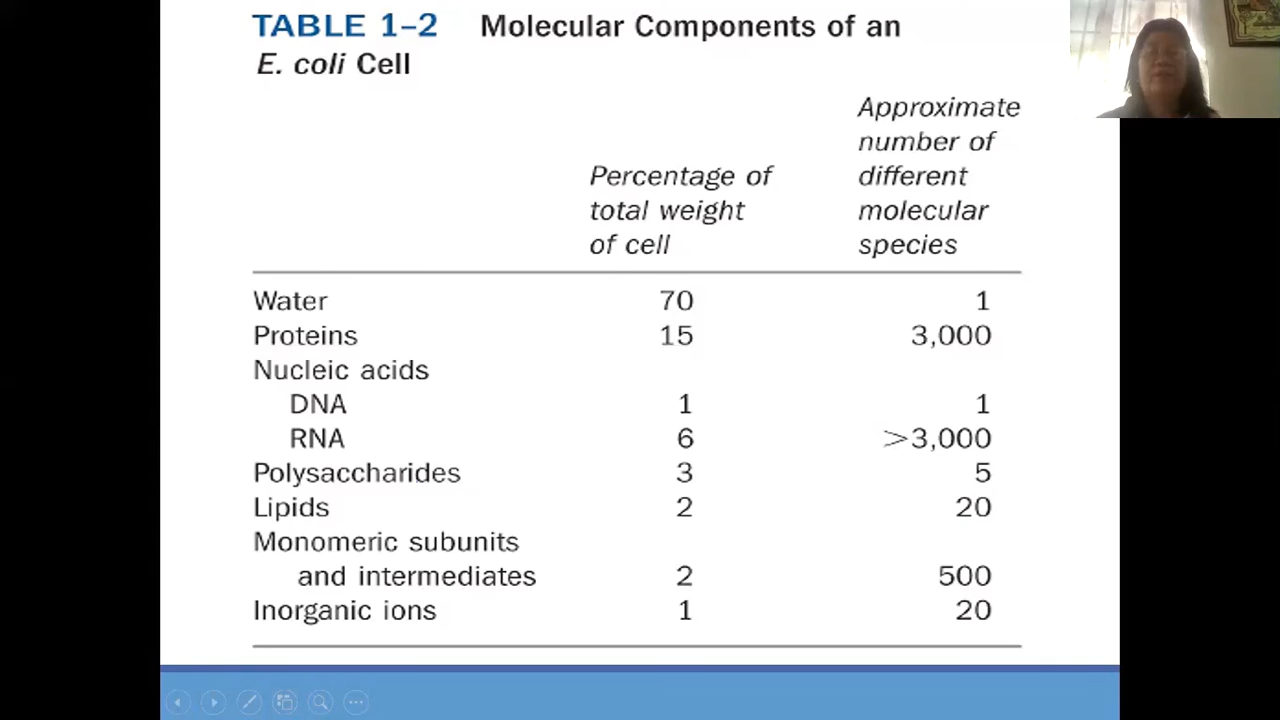 TABLE 1–2 Molecular Components of an
E. coli Cell
Percentage of
total weight
of cell
Approximate
number of
different
molecular
species
Water 70 1
Proteins 15 3,000
Nucleic acids
DNA 1 1
RNA 6 >3,000
Polysaccharides 3 5
Lipids 2 20
Monomeric subunits
and intermediates 2 500
Inorganic ions 1 20